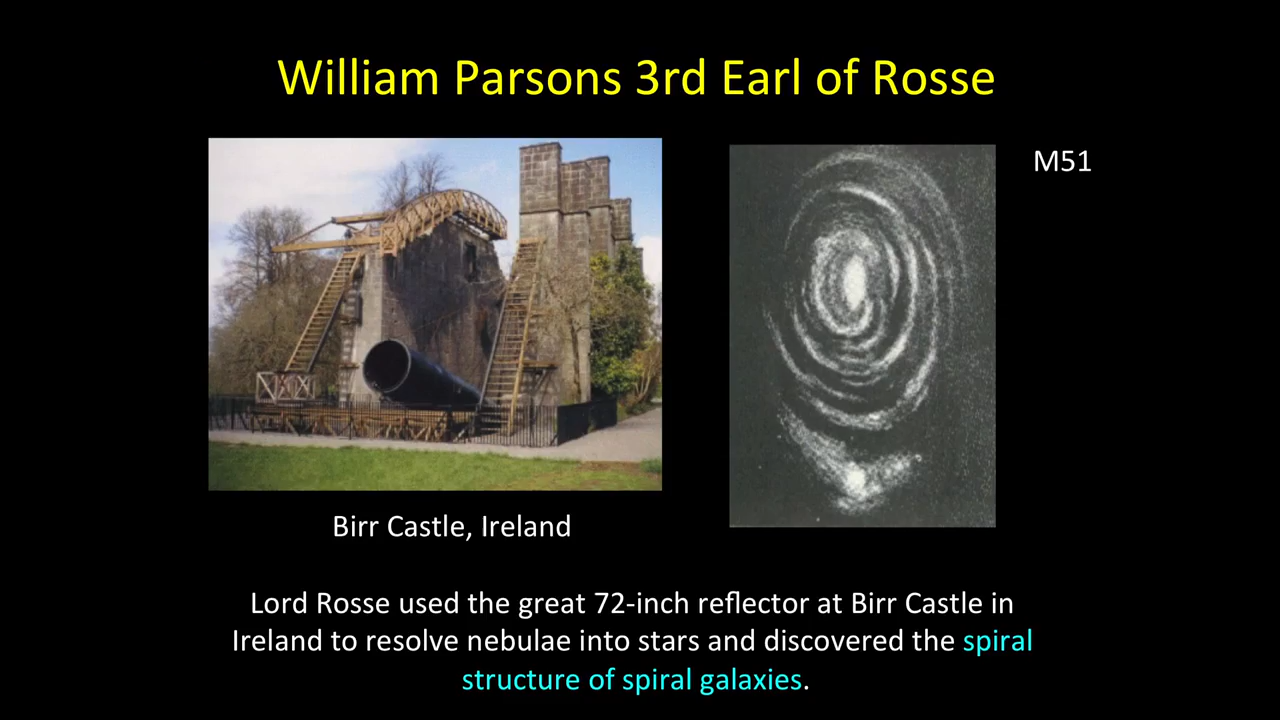 William Parsons 3rd Earl of Rosse
M51
Birr Castle, Ireland
Lord Rosse used the great 72-inch reflector at Birr Castle in
Ireland to resolve nebulae into stars and discovered the spiral
structure of spiral galaxies.